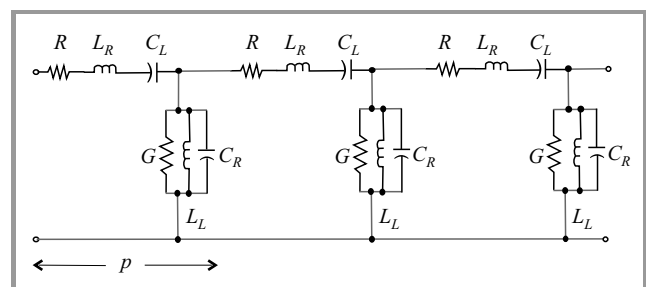 R L_R C_L R L_R C_L R L_R C_L
G C_R G C_R G C_R
L_L L_L L_L
p